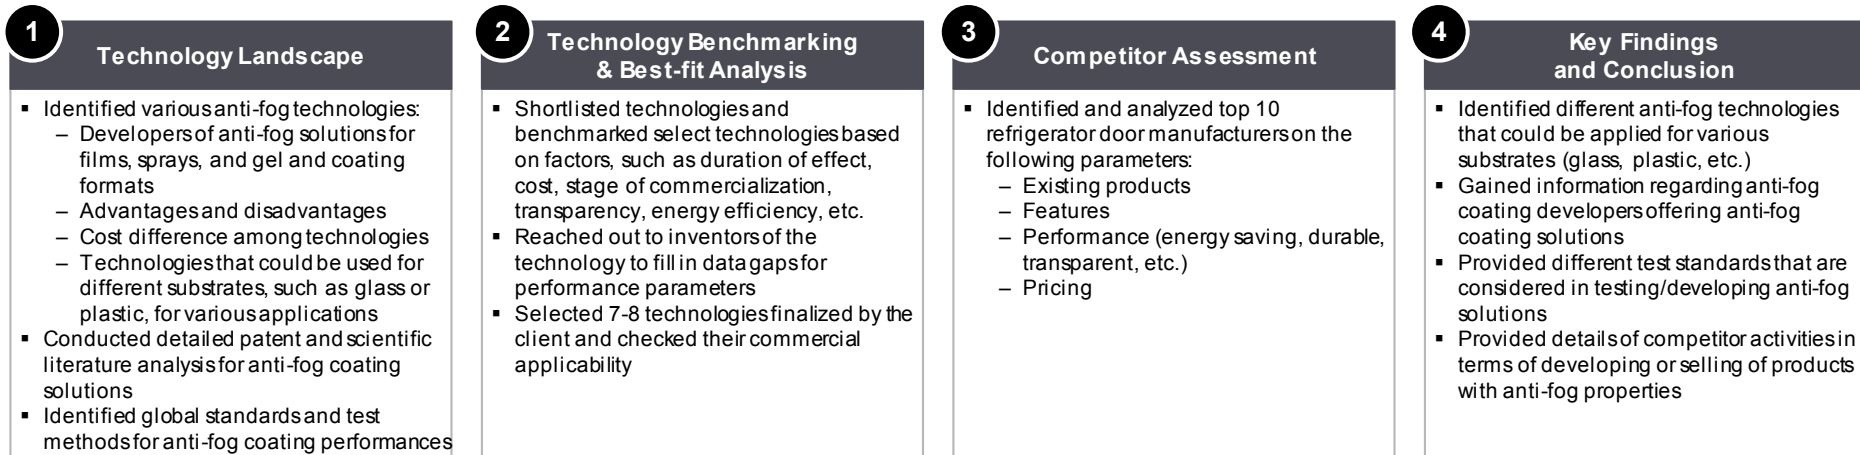 1
Technology Landscape
▪ Identified various anti-fog technologies:
– Developers of anti-fog solutions for
films, sprays, and gel and coating
formats
– Advantages and disadvantages
– Cost difference among technologies
– Technologies that could be used for
different substrates, such as glass or
plastic, for various applications
▪ Conducted detailed patent and scientific
literature analysis for anti-fog coating
solutions
▪ Identified global standards and test
methods for anti-fog coating performances
2
Technology Benchmarking
& Best-fit Analysis
▪ Shortlisted technologies and
benchmarked select technologies based
on factors, such as duration of effect,
cost, stage of commercialization,
transparency, energy efficiency, etc.
▪ Reached out to inventors of the
technology to fill in data gaps for
performance parameters
▪ Selected 7-8 technologies finalized by the
client and checked their commercial
applicability
3
Competitor Assessment
▪ Identified and analyzed top 10
refrigerator door manufacturers on the
following parameters:
– Existing products
– Features
– Performance (energy saving, durable,
transparent, etc.)
– Pricing
4
Key Findings
and Conclusion
▪ Identified different anti-fog technologies
that could be applied for various
substrates (glass, plastic, etc.)
▪ Gained information regarding anti-fog
coating developers offering anti-fog
coating solutions
▪ Provided different test standards that are
considered in testing/developing anti-fog
solutions
▪ Provided details of competitor activities in
terms of developing or selling of products
with anti-fog properties